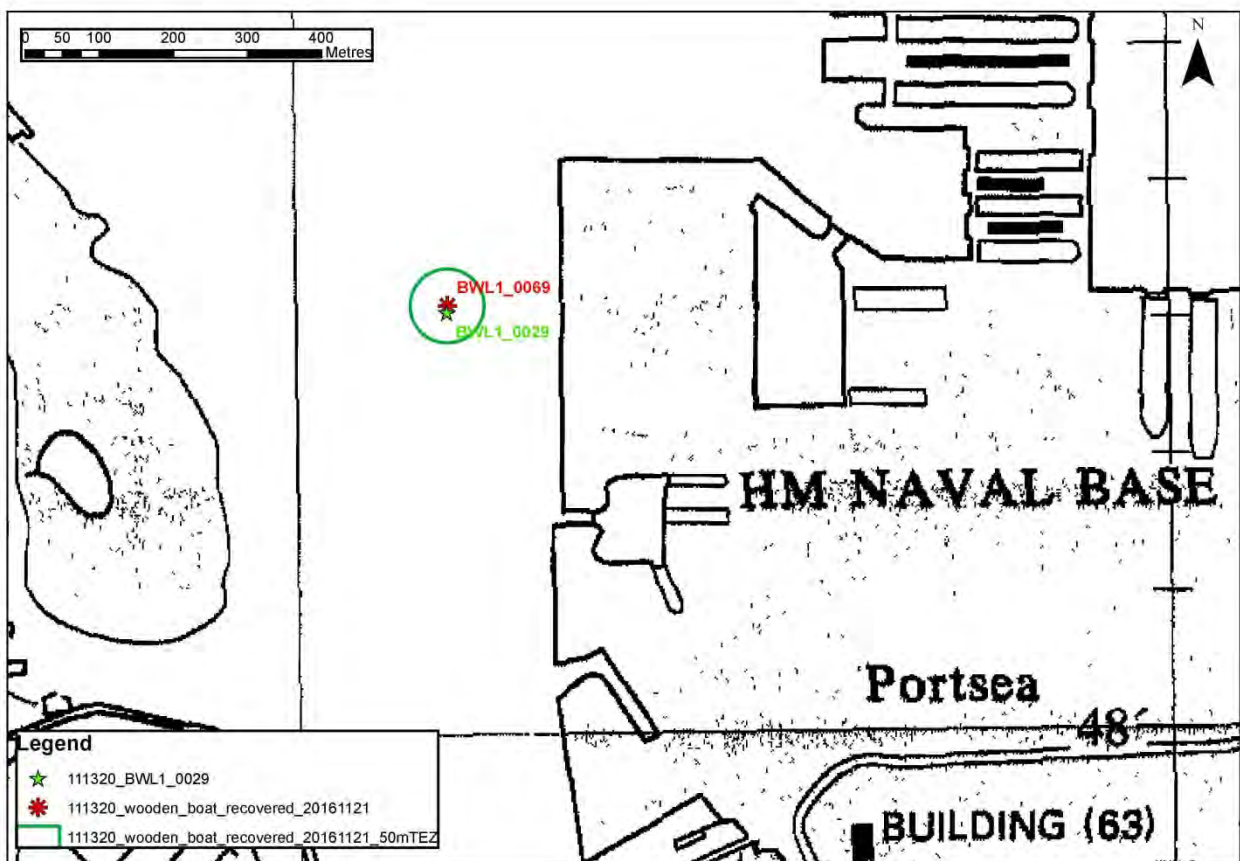 0 50 100 200 300 400
Metres
N
BWL1_0069
BWL1_0029
HM NAVAL BASE
Portsea
48´
BUILDING (63)
Legend
111320_BWL1_0029
111320_wooden_boat_recovered_20161121
111320_wooden_boat_recovered_20161121_50mTEZ